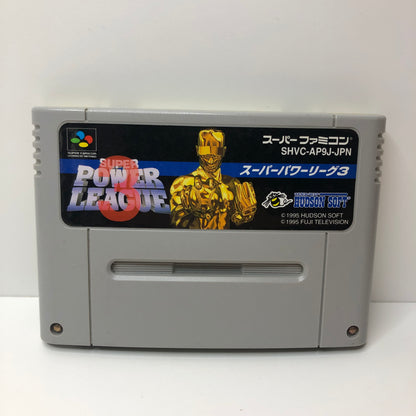 スーパーファミコン
SHVC-AP9J-JPN
SUPER
POWER
LEAGUE
3
スーパーパワーリーグ3
HUDSON SOFT
© 1995 HUDSON SOFT
© 1995 FUJI TELEVISION